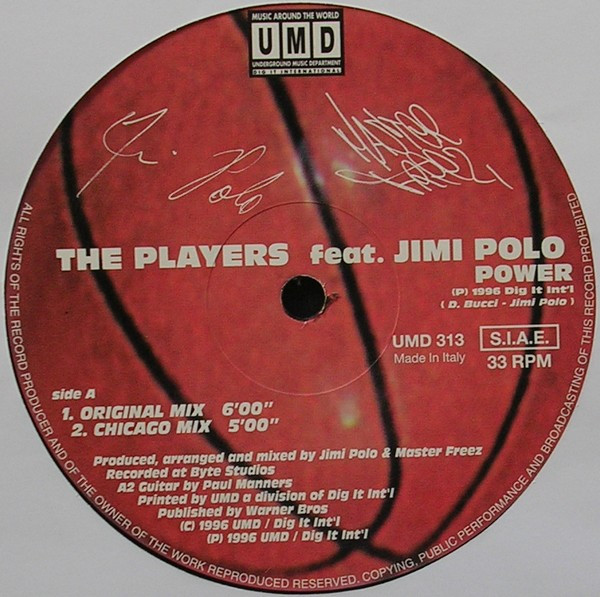 MUSIC AROUND THE WORLD
UMD
UNDERGROUND MUSIC DEPARTMENT
DIG IT INTERNATIONAL
Polo
MASTER
THE PLAYERS feat. JIMI POLO
POWER
(P) 1996 Dig It Int'l
( D. Bucci - Jimi Polo )
UMD 313
S.I.A.E.
Made in Italy
33 RPM
side A
1. ORIGINAL MIX 6'00"
2. CHICAGO MIX 5'00"
Produced, arranged and mixed by Jimi Polo & Master Freez
Recorded at Byte Studios
A2 Guitar by Paul Manners
Printed by UMD a division of Dig It Int'l
Published by Warner Bros
(C) 1996 UMD / Dig It Int'l
(P) 1996 UMD / Dig It Int'l
ALL RIGHTS OF THE RECORD PRODUCER AND OF THE OWNER OF THE WORK REPRODUCED RESERVED. COPYING, PUBLIC PERFORMANCE AND BROADCASTING OF THIS RECORD PROHIBITED